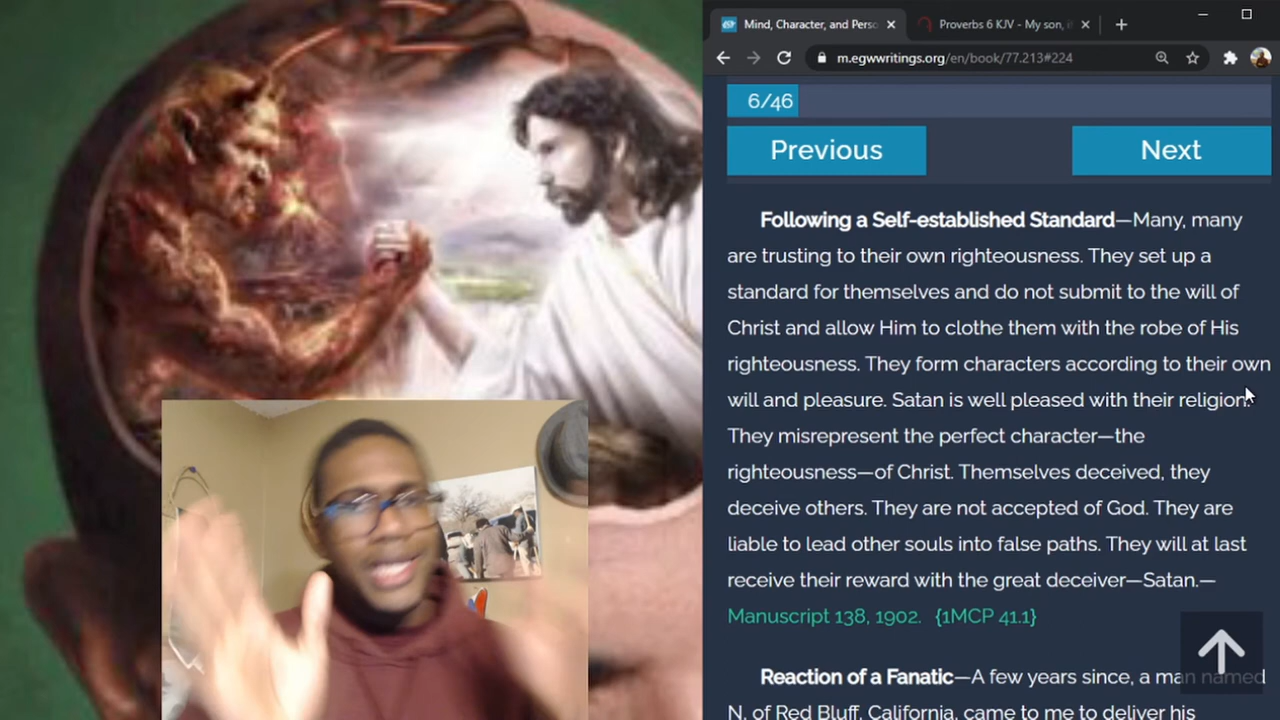 Mind, Character, and Perso
Proverbs 6 KJV - My son, i
m.egwwritings.org/en/book/77.213#224
6/46
Previous
Next
Following a Self-established Standard—Many, many
are trusting to their own righteousness. They set up a
standard for themselves and do not submit to the will of
Christ and allow Him to clothe them with the robe of His
righteousness. They form characters according to their own
will and pleasure. Satan is well pleased with their religion.
They misrepresent the perfect character—the
righteousness—of Christ. Themselves deceived, they
deceive others. They are not accepted of God. They are
liable to lead other souls into false paths. They will at last
receive their reward with the great deceiver—Satan.—
Manuscript 138, 1902. {1MCP 41.1}
Reaction of a Fanatic—A few years since, a man named
N. of Red Bluff, California, came to me to deliver his